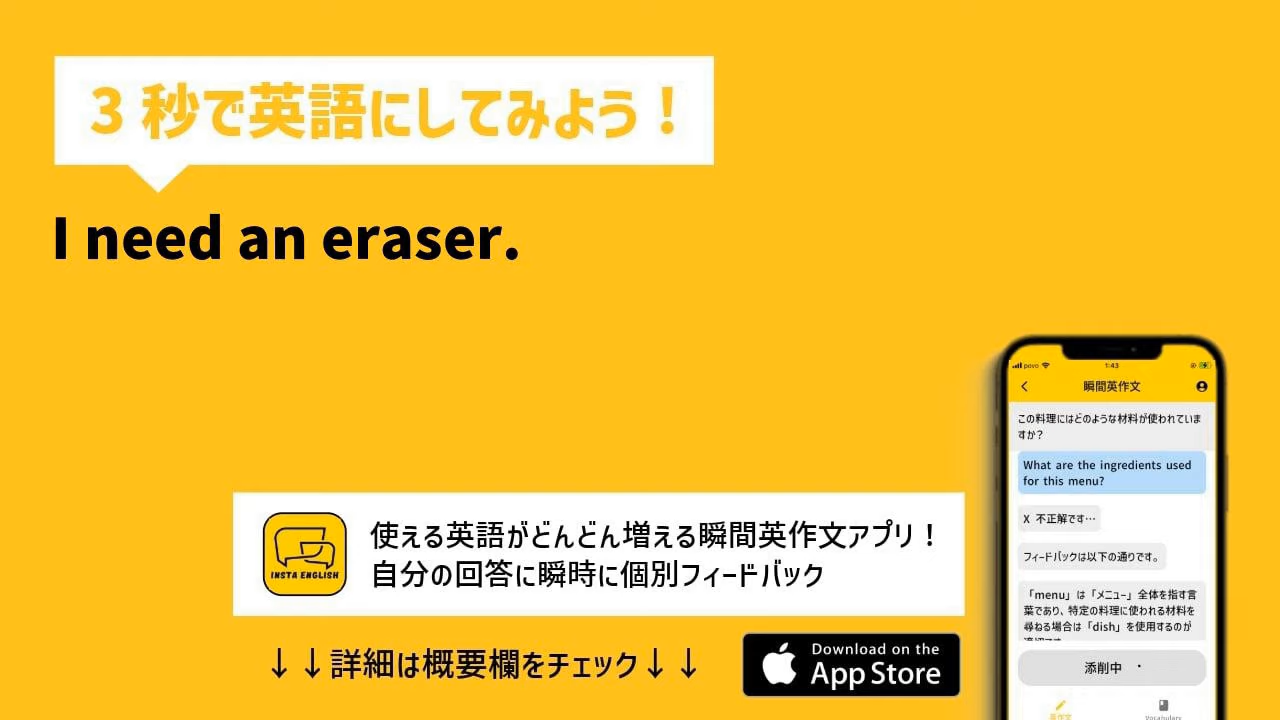 3 秒で英語にしてみよう！
I need an eraser.
使える英語がどんどん増える瞬間英作文アプリ！
自分の回答に瞬時に個別フィードバック
INSTA ENGLISH
↓↓詳細は概要欄をチェック↓↓
Download on the
App Store
povo 1:43
瞬間英作文
この料理にはどのような材料が使われていま
すか？
What are the ingredients used
for this menu?
X 不正解です…
フィードバックは以下の通りです。
「menu」は「メニュー」全体を指す言
葉であり、特定の料理に使われる材料を
尋ねる場合は「dish」を使用するのが
添削中 ・
英作文 Vocabulary